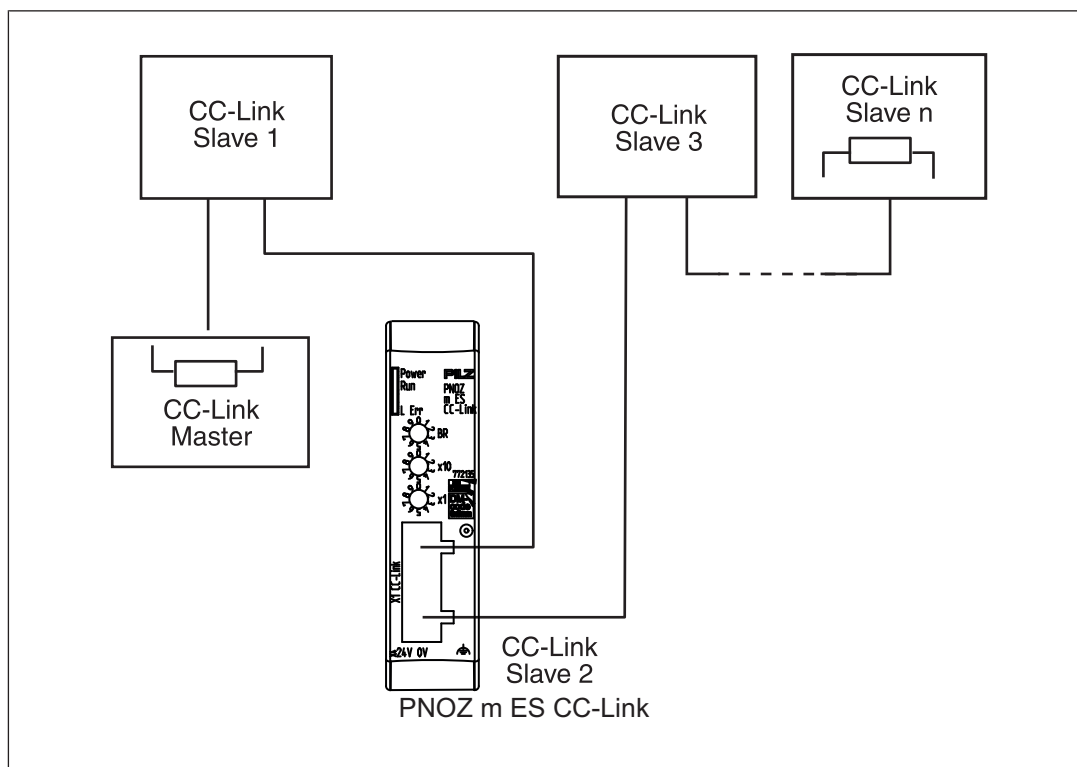 CC-Link
Slave 1
CC-Link
Slave 3
CC-Link
Slave n
CC-Link
Master
Power
Run
L Err
PILZ
PNOZ
m ES
CC-Link
BR
x10
772135
x1
X1 CC-Link
24V 0V
CC-Link
Slave 2
PNOZ m ES CC-Link